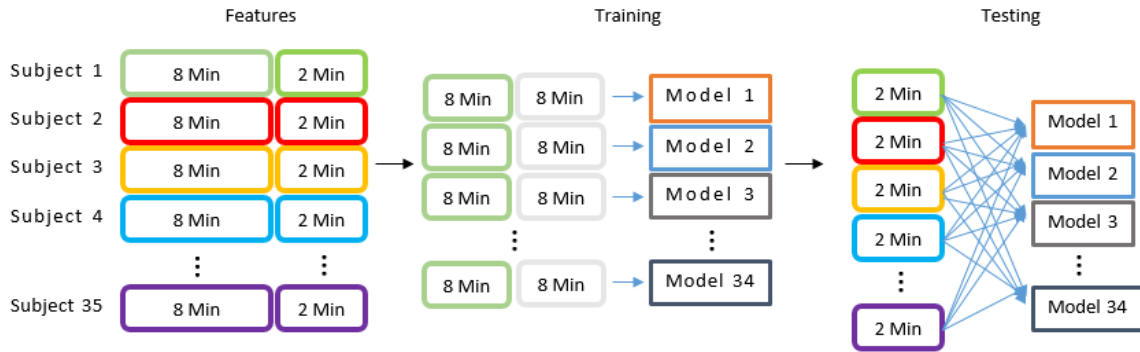 Features
Training
Testing
Subject 1
8 Min
2 Min
Subject 2
8 Min
2 Min
Subject 3
8 Min
2 Min
Subject 4
8 Min
2 Min
⋮
⋮
Subject 35
8 Min
2 Min
8 Min
8 Min
Model 1
8 Min
8 Min
Model 2
8 Min
8 Min
Model 3
⋮
⋮
8 Min
8 Min
Model 34
2 Min
2 Min
2 Min
2 Min
⋮
2 Min
Model 1
Model 2
Model 3
⋮
Model 34